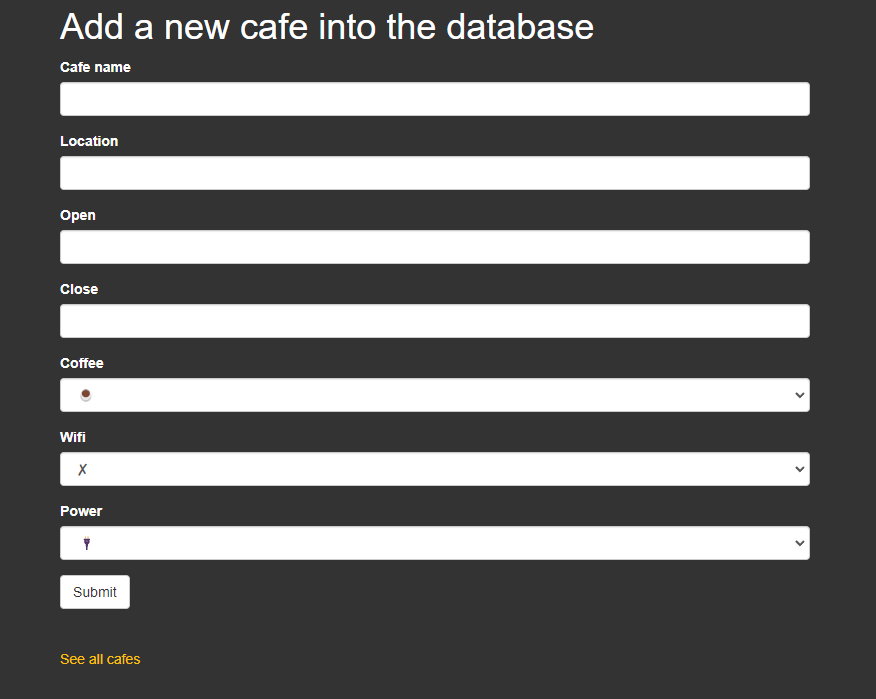 Add a new cafe into the database
Cafe name
Location
Open
Close
Coffee
☕
Wifi
✘
Power
🔌
Submit
See all cafes